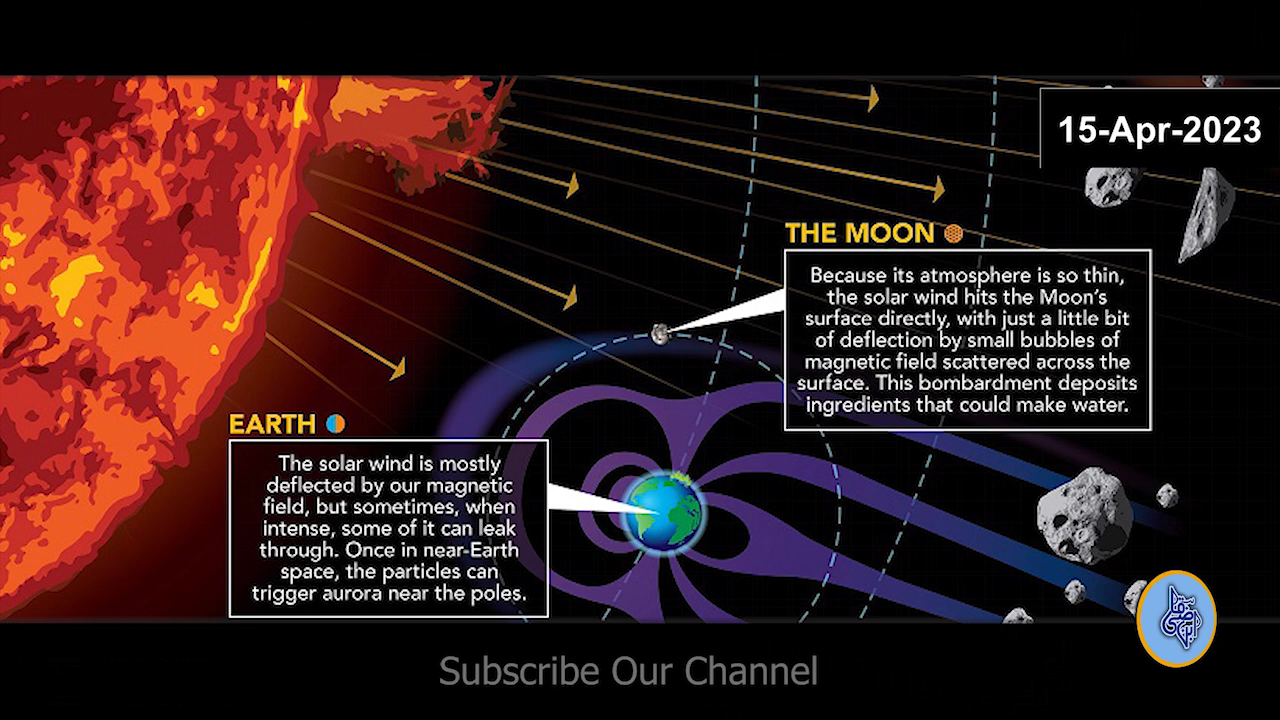 15-Apr-2023
THE MOON
Because its atmosphere is so thin,
the solar wind hits the Moon's
surface directly, with just a little bit
of deflection by small bubbles of
magnetic field scattered across the
surface. This bombardment deposits
ingredients that could make water.
EARTH
The solar wind is mostly
deflected by our magnetic
field, but sometimes, when
intense, some of it can leak
through. Once in near-Earth
space, the particles can
trigger aurora near the poles.
Subscribe Our Channel